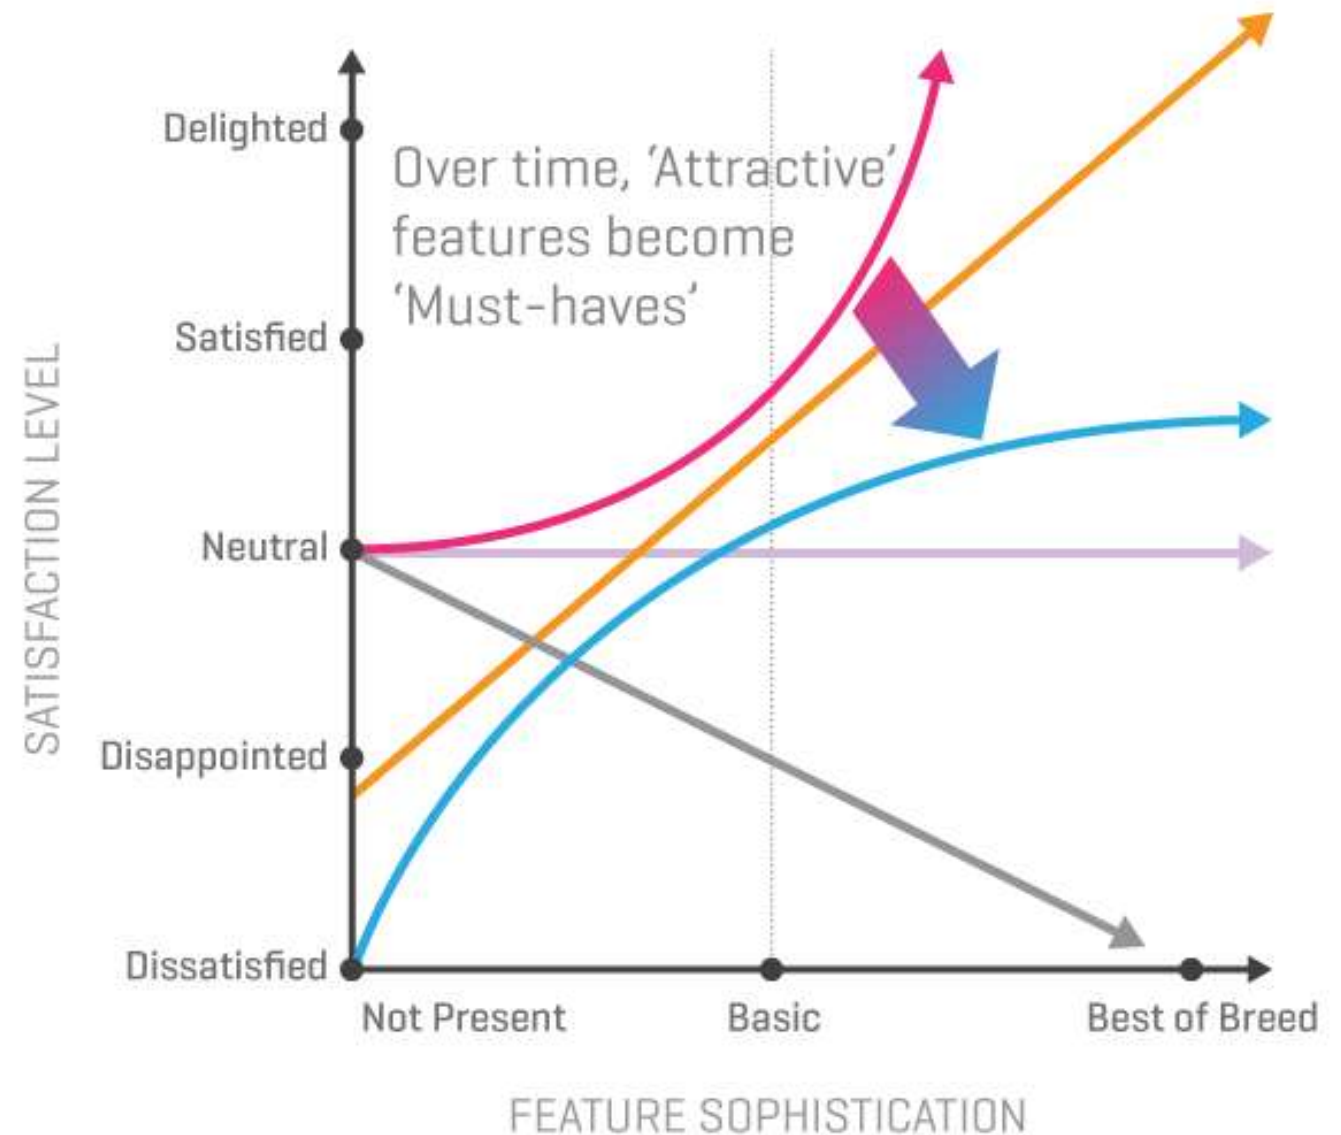 Delighted
Over time, ‘Attractive’
features become
‘Must-haves’
Satisfied
SATISFACTION LEVEL
Neutral
Disappointed
Dissatisfied
Not Present
Basic
Best of Breed
FEATURE SOPHISTICATION